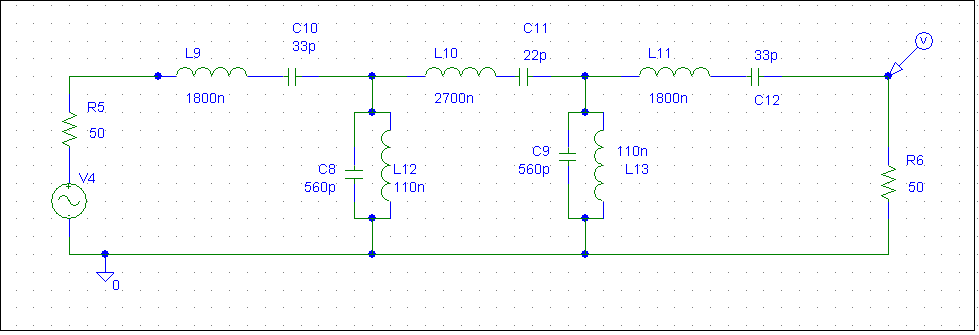 C10
33p
C11
22p
L9
L10
L11
33p
V
1800n
2700n
1800n
C12
R5
50
C8
560p
L12
110n
C9
560p
110n
L13
R6
50
V4
0